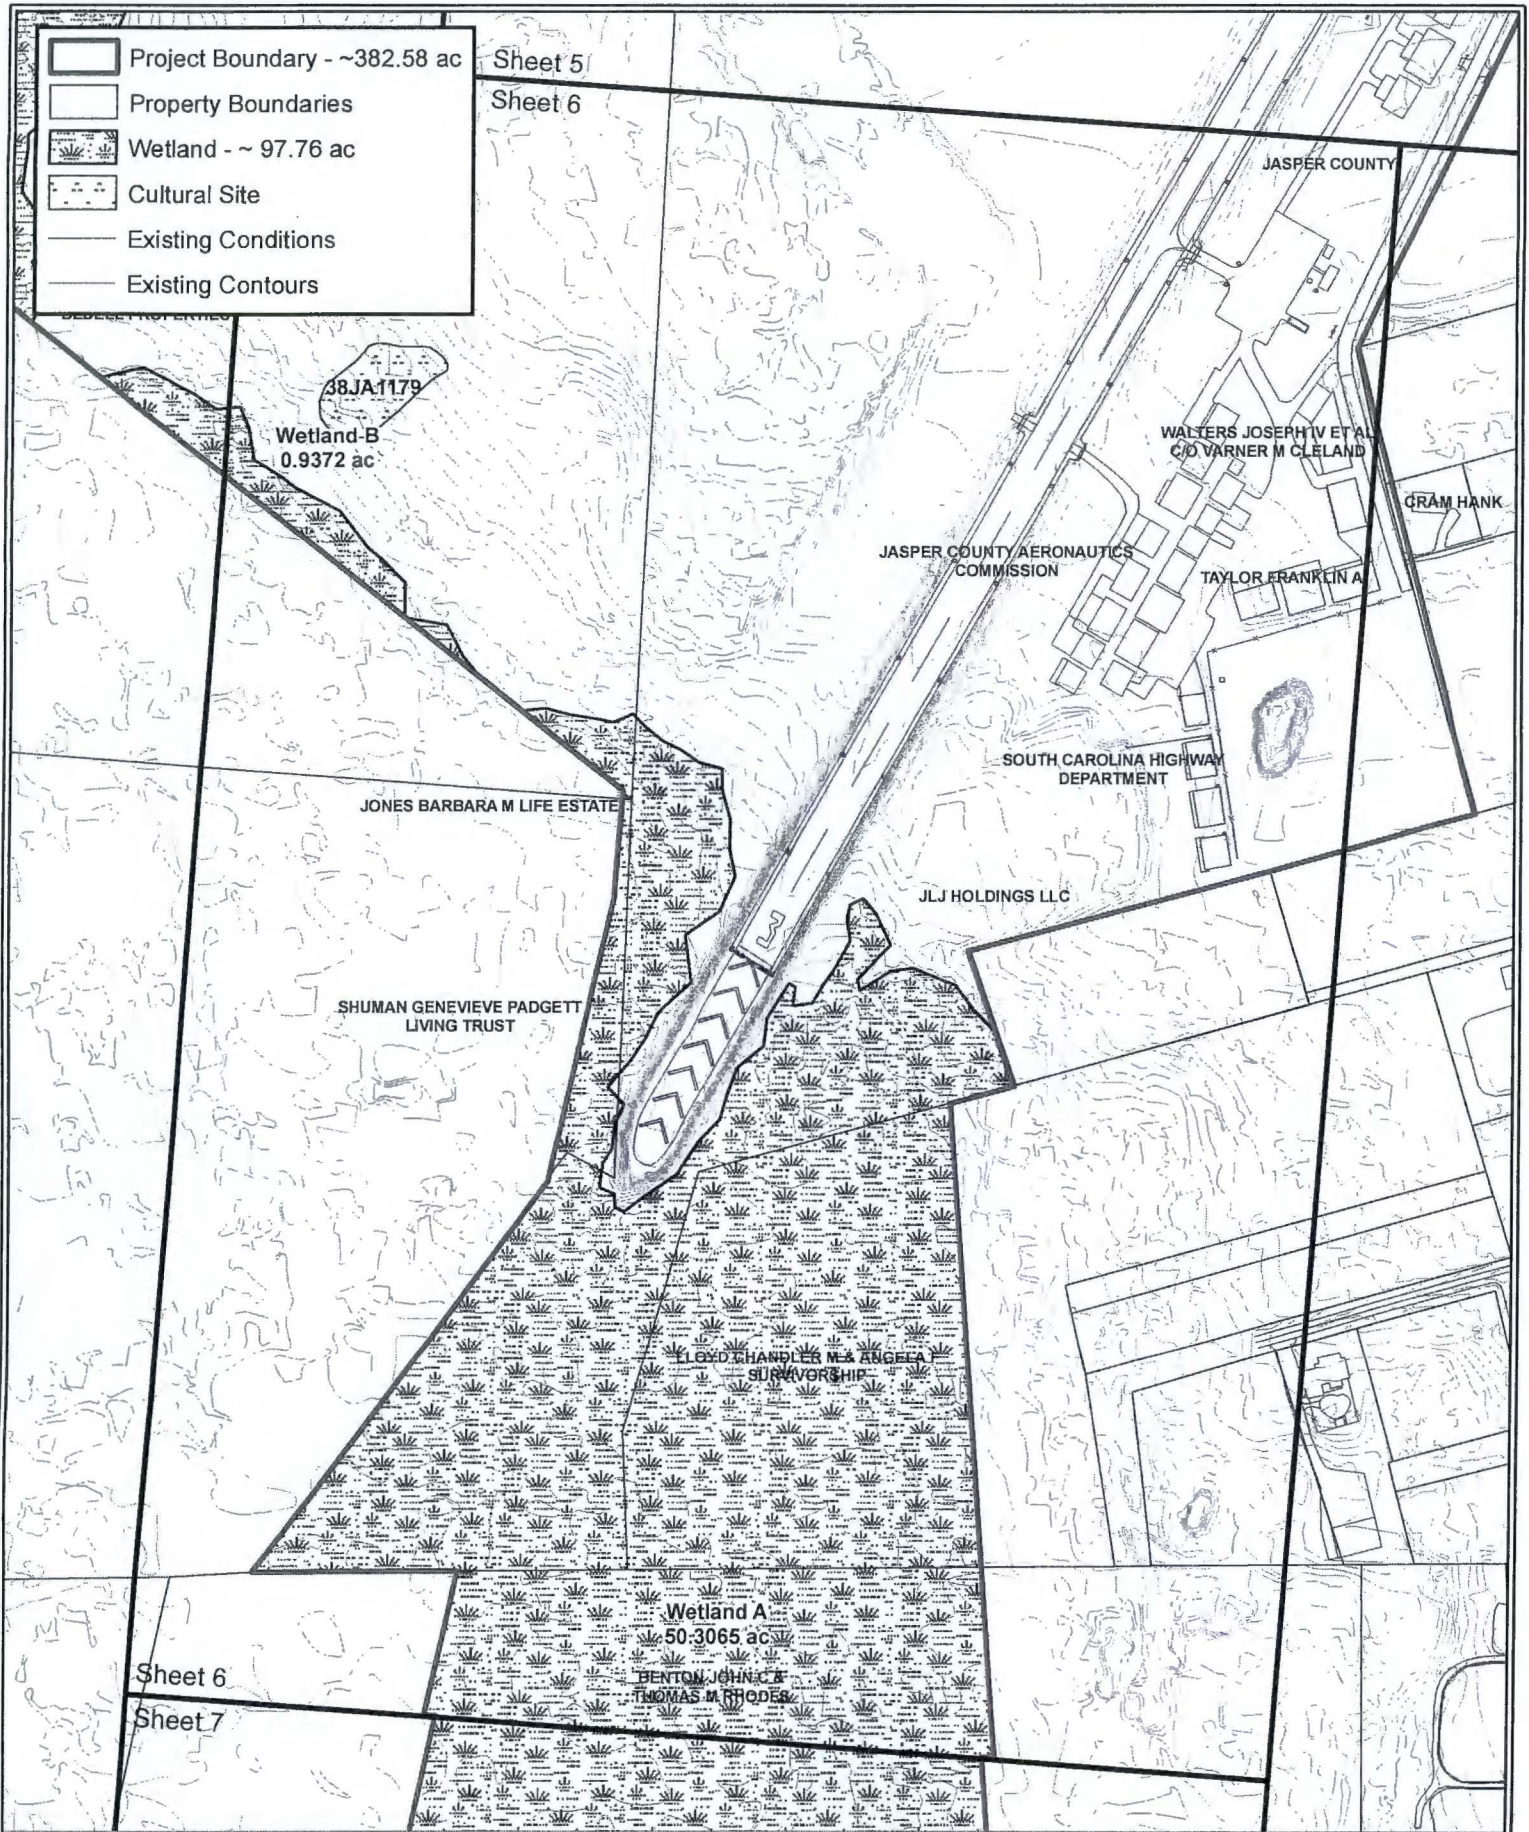 Project Boundary - ~382.58 ac
Property Boundaries
Wetland - ~ 97.76 ac
Cultural Site
Existing Conditions
Existing Contours
Sheet 5
Sheet 6
JASPER COUNTY
38JA1179
Wetland-B
0.9372 ac
WALTERS JOSEPH IV ET AL
C/O VARNER M CLELAND
CRAM HANK
JASPER COUNTY AERONAUTICS
COMMISSION
TAYLOR FRANKLIN A
SOUTH CAROLINA HIGHWAY
DEPARTMENT
JONES BARBARA M LIFE ESTATE
JLJ HOLDINGS LLC
3
SHUMAN GENEVIEVE PADGETT
LIVING TRUST
LLOYD CHANDLER M & ANGELA
SURVIVORSHIP
Wetland A
50.3065 ac
BENTON JOHN C &
THOMAS M RHODES
Sheet 6
Sheet 7